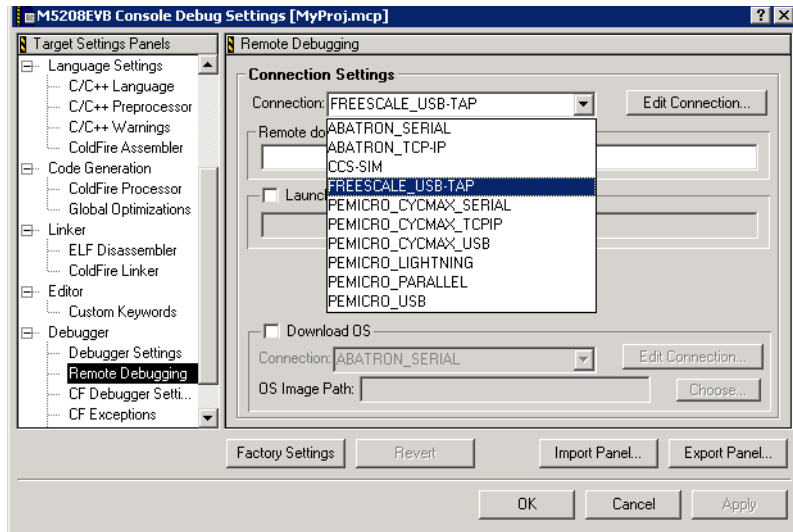 M5208EVB Console Debug Settings [MyProj.mcp]
Target Settings Panels
Language Settings
C/C++ Language
C/C++ Preprocessor
C/C++ Warnings
ColdFire Assembler
Code Generation
ColdFire Processor
Global Optimizations
Linker
ELF Disassembler
ColdFire Linker
Editor
Custom Keywords
Debugger
Debugger Settings
Remote Debugging
CF Debugger Setti...
CF Exceptions
Remote Debugging
Connection Settings
Connection: FREESCALE_USB-TAP Edit Connection...
Remote do
ABATRON_SERIAL
ABATRON_TCP-IP
CCS-SIM
FREESCALE_USB-TAP
Launc
PEMICRO_CYCMAX_SERIAL
PEMICRO_CYCMAX_TCPIP
PEMICRO_CYCMAX_USB
PEMICRO_LIGHTNING
PEMICRO_PARALLEL
PEMICRO_USB
Download OS
Connection: ABATRON_SERIAL Edit Connection...
OS Image Path: Choose...
Factory Settings Revert Import Panel... Export Panel...
OK Cancel Apply